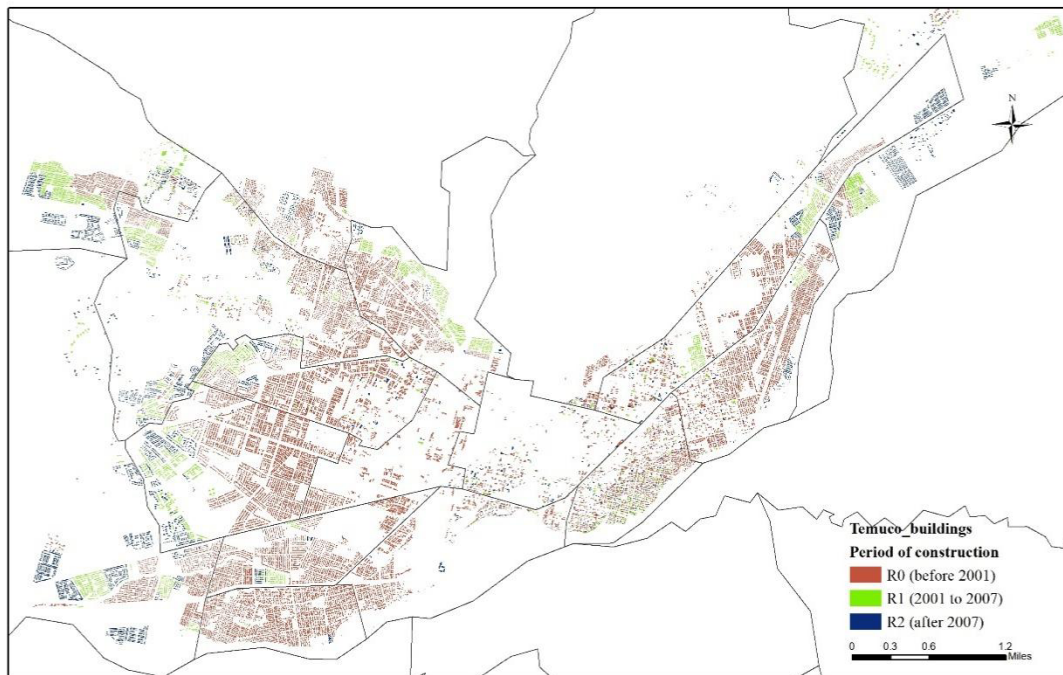 N
Temuco_buildings
Period of construction
R0 (before 2001)
R1 (2001 to 2007)
R2 (after 2007)
0 0.3 0.6 1.2
Miles